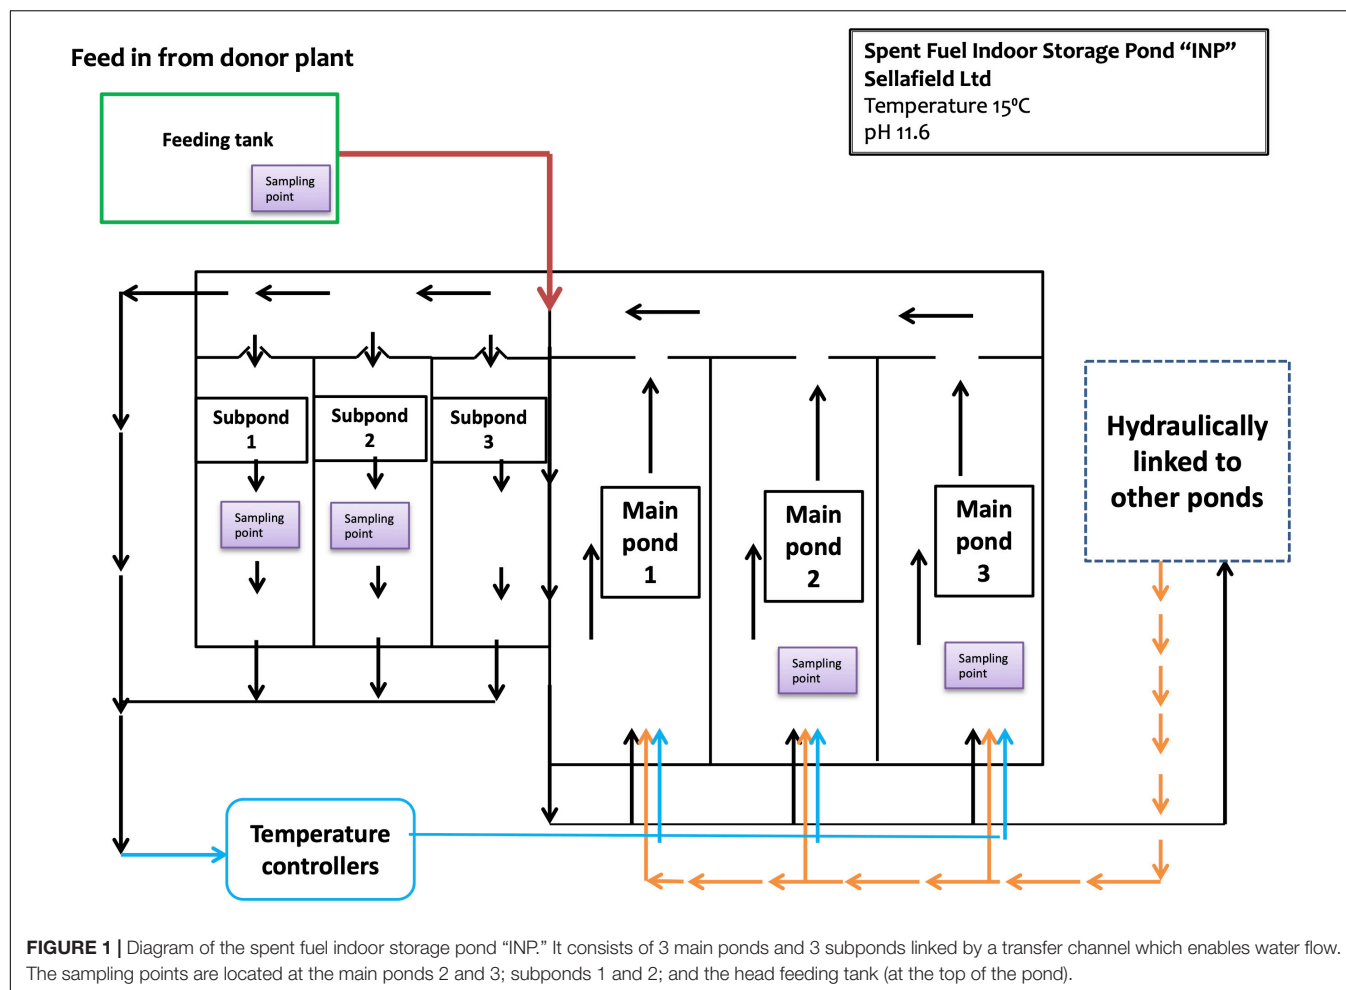 Feed in from donor plant
Spent Fuel Indoor Storage Pond “INP”
Sellafield Ltd
Temperature 15⁰C
pH 11.6
Feeding tank
Sampling
point
Subpond
1
Subpond
2
Subpond
3
Sampling
point
Sampling
point
Main
pond
1
Main
pond
2
Main
pond
3
Sampling
point
Sampling
point
Hydraulically
linked to
other ponds
Temperature
controllers
FIGURE 1 | Diagram of the spent fuel indoor storage pond “INP.” It consists of 3 main ponds and 3 subponds linked by a transfer channel which enables water flow.
The sampling points are located at the main ponds 2 and 3; subponds 1 and 2; and the head feeding tank (at the top of the pond).